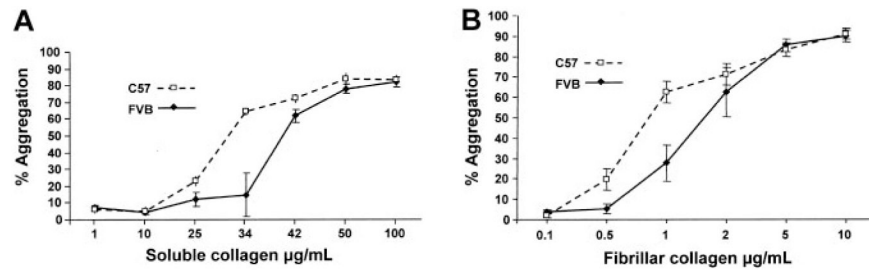 A
% Aggregation
100
90
80
70
60
50
40
30
20
10
0
C57
FVB
1 10 25 34 42 50 100
Soluble collagen µg/mL
B
% Aggregation
100
90
80
70
60
50
40
30
20
10
0
C57
FVB
0.1 0.5 1 2 5 10
Fibrillar collagen µg/mL